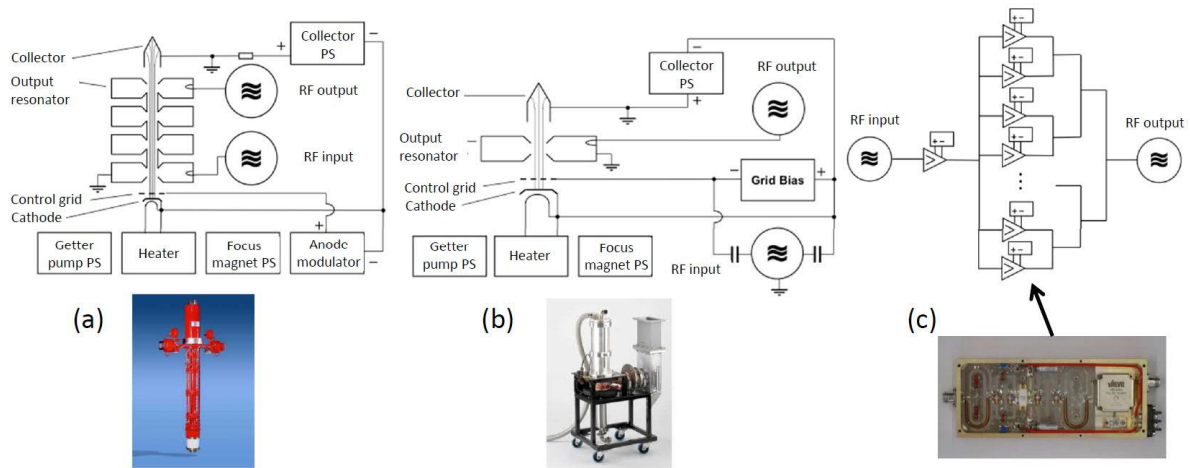 Collector
Output
resonator
Control grid
Cathode
+
−
Collector
PS
RF output
RF input
Getter
pump PS
Heater
Focus
magnet PS
+
Anode
modulator
−
(a)
−
Collector
PS
+
RF output
Collector
Output
resonator
Control grid
Cathode
−
Grid Bias
+
Getter
pump PS
Heater
Focus
magnet PS
RF input
(b)
RF input
RF output
+ −
+ −
+ −
+ −
+ −
+ −
+ −
(c)